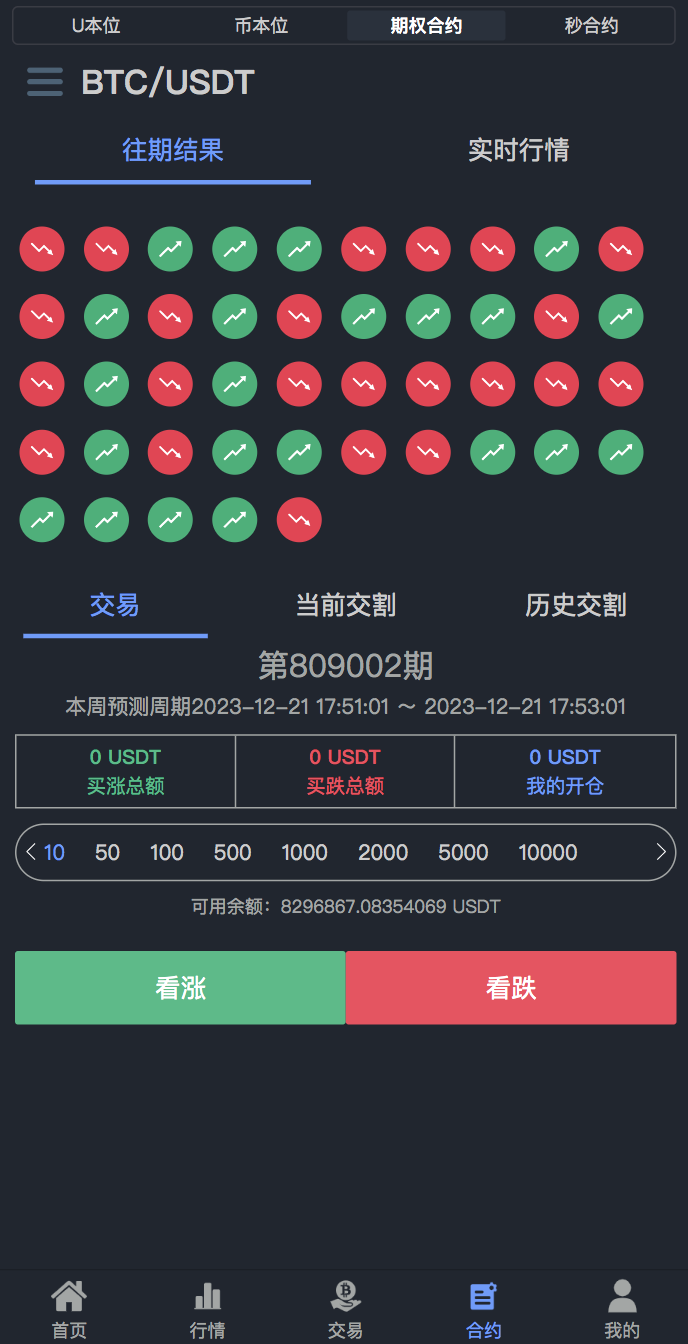 U本位 币本位 期权合约 秒合约
BTC/USDT
往期结果 实时行情
交易 当前交割 历史交割
第809002期
本周预测周期2023-12-21 17:51:01 ～ 2023-12-21 17:53:01
0 USDT 0 USDT 0 USDT
买涨总额 买跌总额 我的开仓
10 50 100 500 1000 2000 5000 10000
可用余额：8296867.08354069 USDT
看涨 看跌
首页 行情 交易 合约 我的